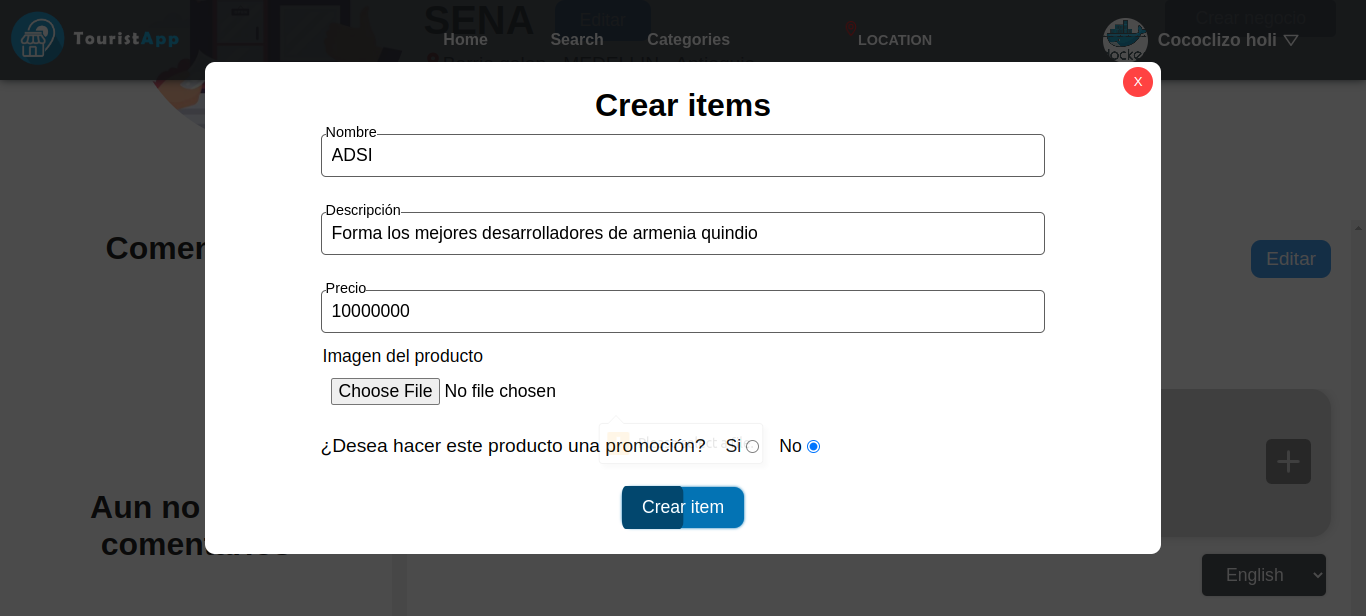 SENA
Editar
Crear negocio
TouristApp
Home
Search
Categories
LOCATION
Cococlizo holi
X
Crear items
Nombre
ADSI
Descripción
Forma los mejores desarrolladores de armenia quindio
Precio
10000000
Imagen del producto
Choose File No file chosen
¿Desea hacer este producto una promoción? Si No
Crear item
Comen
Editar
Aun no
coment
English